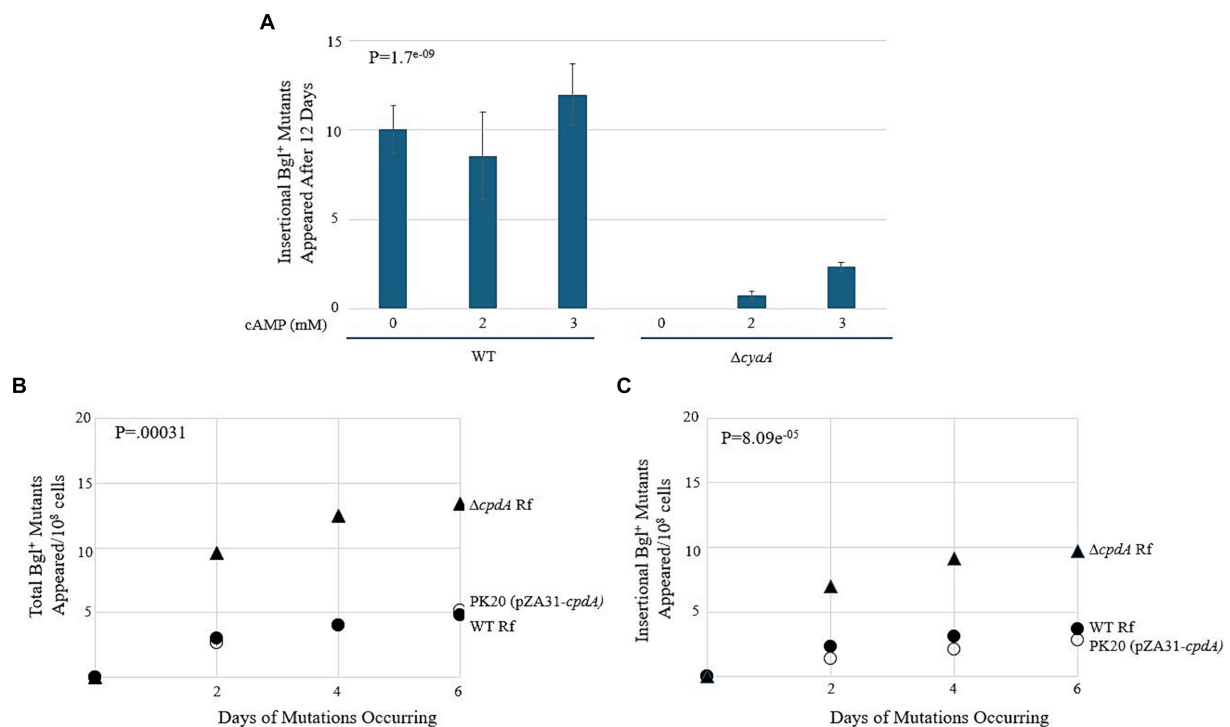 A
Insertional Bgl⁺ Mutants
Appeared After 12 Days
15
10
5
0
P=1.7ᵉ⁻⁰⁹
cAMP (mM)
0 2 3 0 2 3
WT ΔcyaA
B
Total Bgl⁺ Mutants
Appeared/10⁸ cells
20
15
10
5
P=.00031
ΔcpdA Rf
PK20 (pZA31-cpdA)
WT Rf
2 4 6
Days of Mutations Occurring
C
Insertional Bgl⁺ Mutants
Appeared/10⁸ cells
20
15
10
5
0
P=8.09e⁻⁰⁵
ΔcpdA Rf
WT Rf
PK20 (pZA31-cpdA)
2 4 6
Days of Mutations Occurring